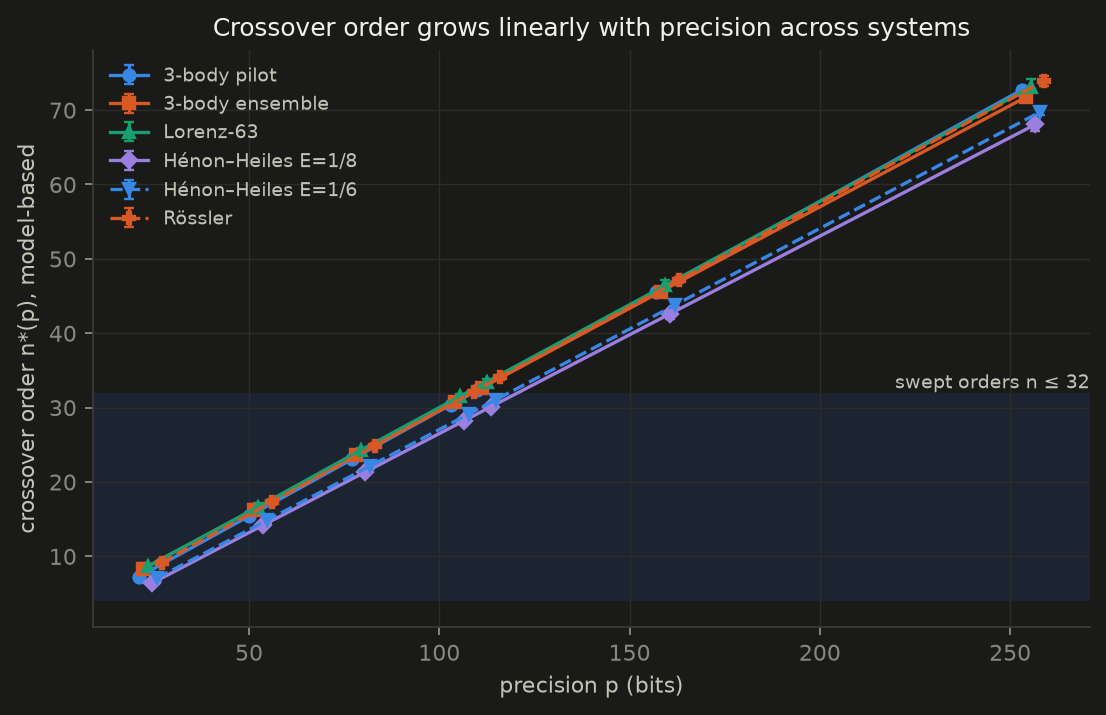 Crossover order grows linearly with precision across systems
3-body pilot
3-body ensemble
Lorenz-63
Hénon–Heiles E=1/8
Hénon–Heiles E=1/6
Rössler
crossover order n*(p), model-based
70
60
50
40
30
20
10
swept orders n ≤ 32
50
100
150
200
250
precision p (bits)